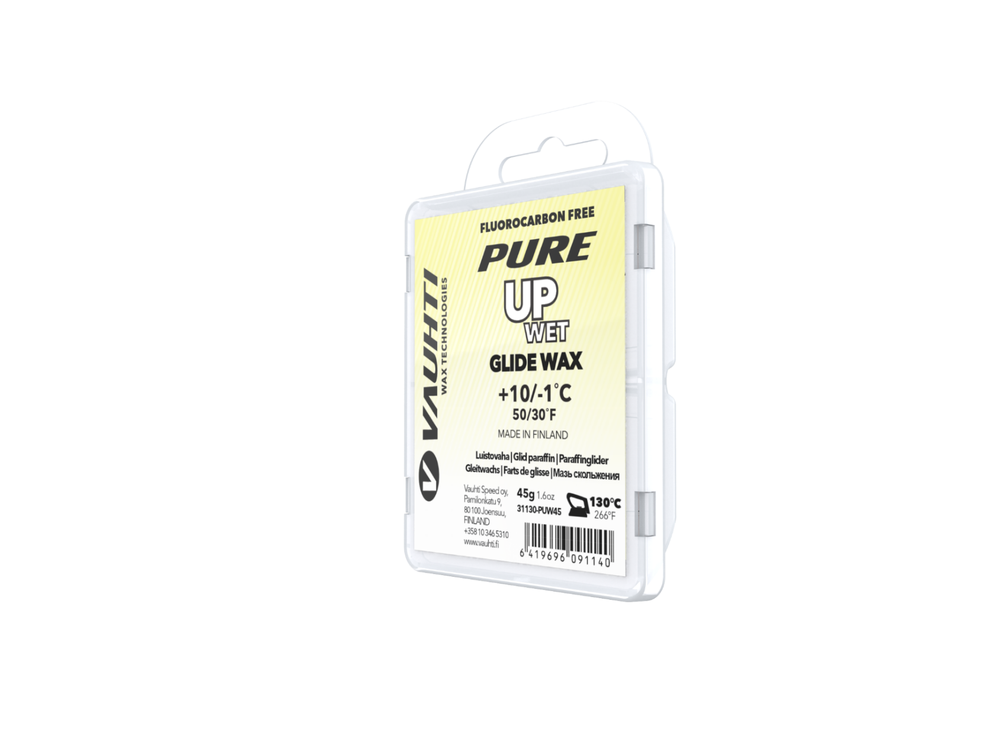 FLUOROCARBON FREE
PURE
UP
WET
GLIDE WAX
+10/-1°C
50/30°F
MADE IN FINLAND
Luistovaha | Glid paraffin | Paraffinglider
Gleitwachs | Farts de glisse | Мазь скольжения
VAUHTI
WAX TECHNOLOGIES
V
Vauhti Speed oy,
Pamilonkatu 9,
80100 Joensuu,
FINLAND
+358 10 346 5310
www.vauhti.fi
45g 1.6oz
31130-PUW45
130°C
266°F
6 419696 091140